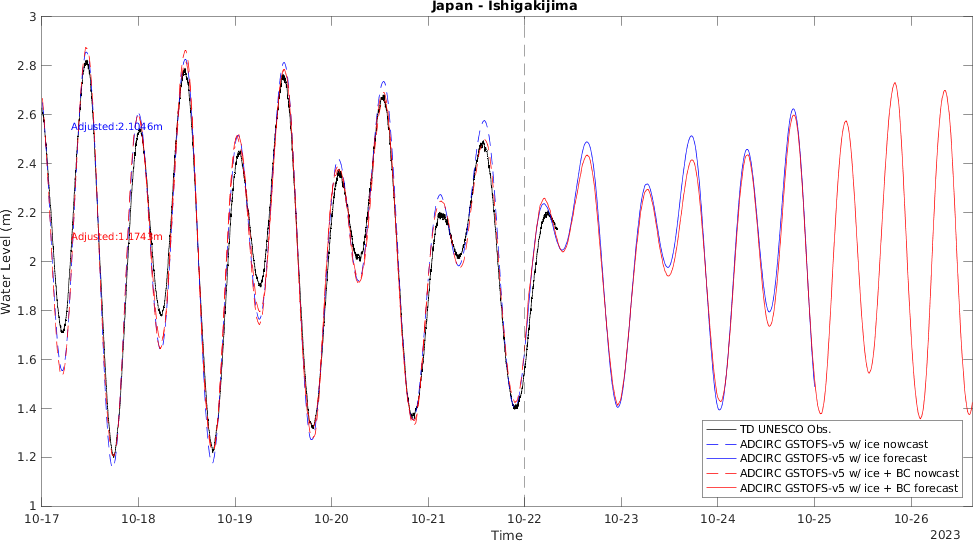 Japan - Ishigakijima
3
2.8
2.6
2.4
2.2
2
1.8
1.6
1.4
1.2
1
Water Level (m)
Adjusted:2.1046m
Adjusted:1.1743m
TD UNESCO Obs.
ADCIRC GSTOFS-v5 w/ ice nowcast
ADCIRC GSTOFS-v5 w/ ice forecast
ADCIRC GSTOFS-v5 w/ ice + BC nowcast
ADCIRC GSTOFS-v5 w/ ice + BC forecast
10-17 10-18 10-19 10-20 10-21 10-22 10-23 10-24 10-25 10-26
Time
2023